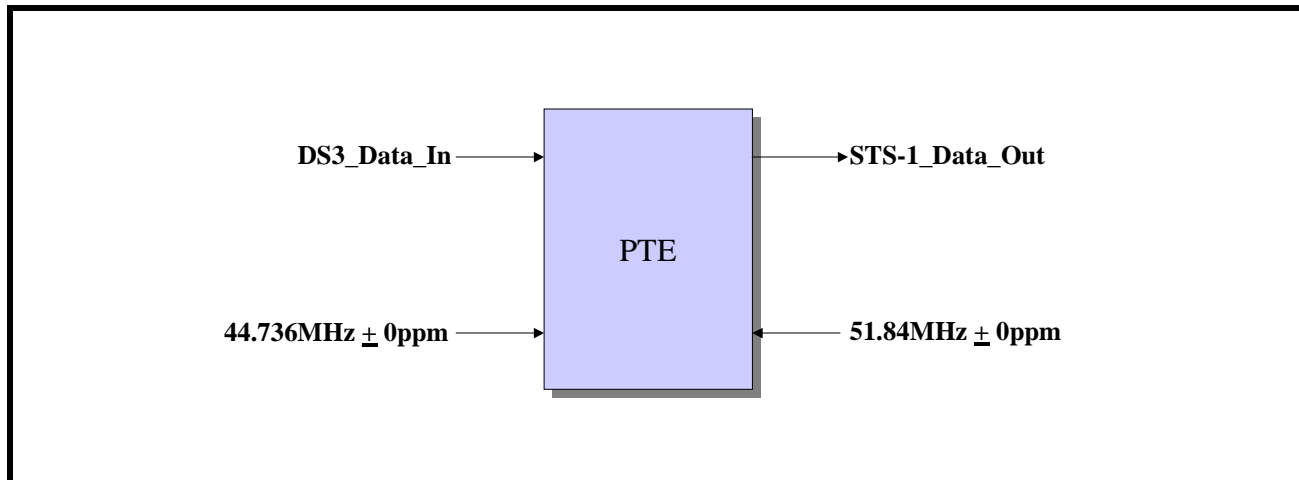 DS3_Data_In
STS-1_Data_Out
PTE
44.736MHz ± 0ppm
51.84MHz ± 0ppm